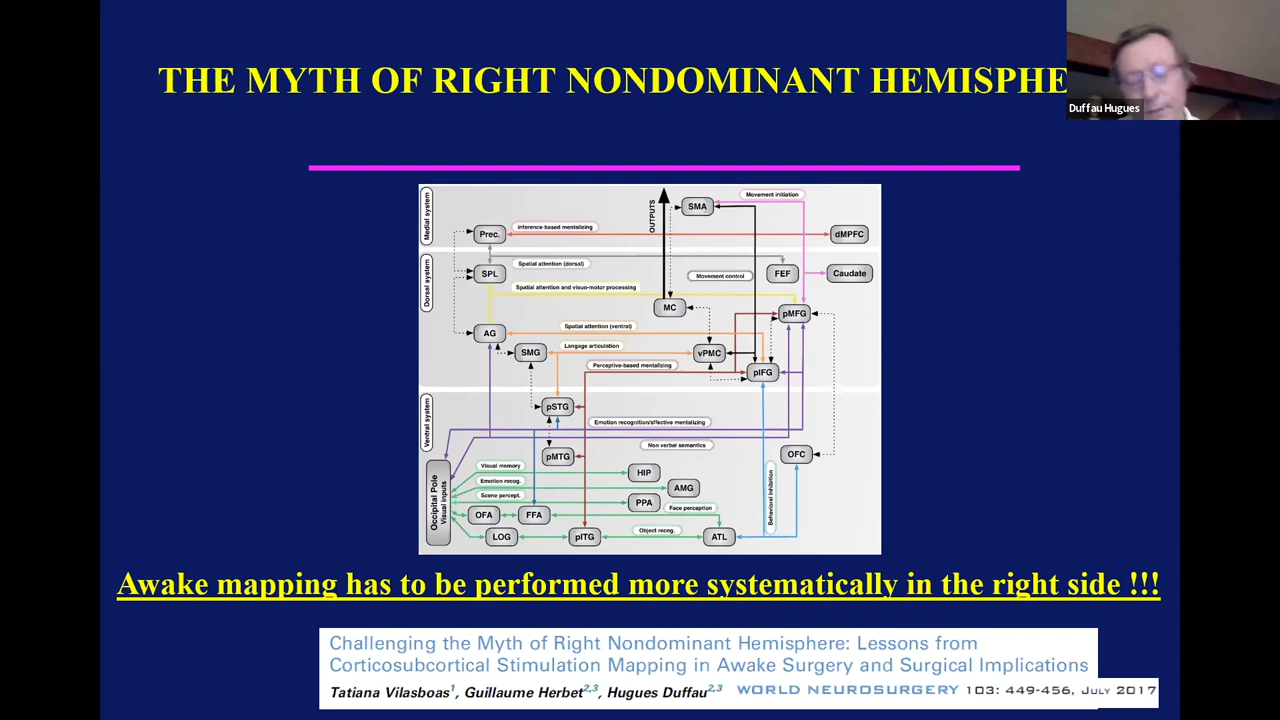 THE MYTH OF RIGHT NONDOMINANT HEMISPHE
Duffau Hugues
Medial system
Movement initiation
SMA
OUTPUTS
Prec.
inference-based mentalizing
dMPFC
Dorsal system
Spatial attention (dorsal)
SPL
Movement control
FEF
Caudate
Spatial attention and visuo-motor processing
MC
pMFG
AG
Spatial attention (ventral)
SMG
Langage articulation
vPMC
Perceptive-based mentalizing
pIFG
Ventral system
pSTG
Emotion recognition/affective mentalizing
Non verbal semantics
pMTG
OFC
Occipital Pole
Visual inputs
Visual memory
HIP
Emotion recog.
AMG
Scene percept.
PPA
Face perception
Behavioral inhibition
OFA
FFA
LOG
pITG
Object recog.
ATL
Awake mapping has to be performed more systematically in the right side !!!
Challenging the Myth of Right Nondominant Hemisphere: Lessons from
Corticosubcortical Stimulation Mapping in Awake Surgery and Surgical Implications
Tatiana Vilasboas1, Guillaume Herbet2,3, Hugues Duffau2,3 WORLD NEUROSURGERY 103: 449-456, JULY 2017